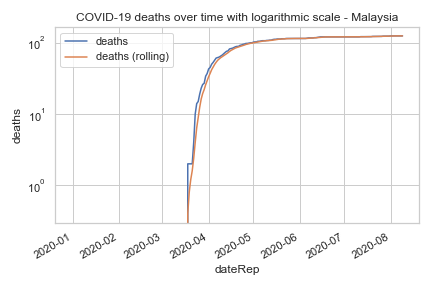 COVID-19 deaths over time with logarithmic scale - Malaysia
deaths
deaths (rolling)
10²
10¹
10⁰
deaths
2020-01
2020-02
2020-03
2020-04
2020-05
2020-06
2020-07
2020-08
dateRep